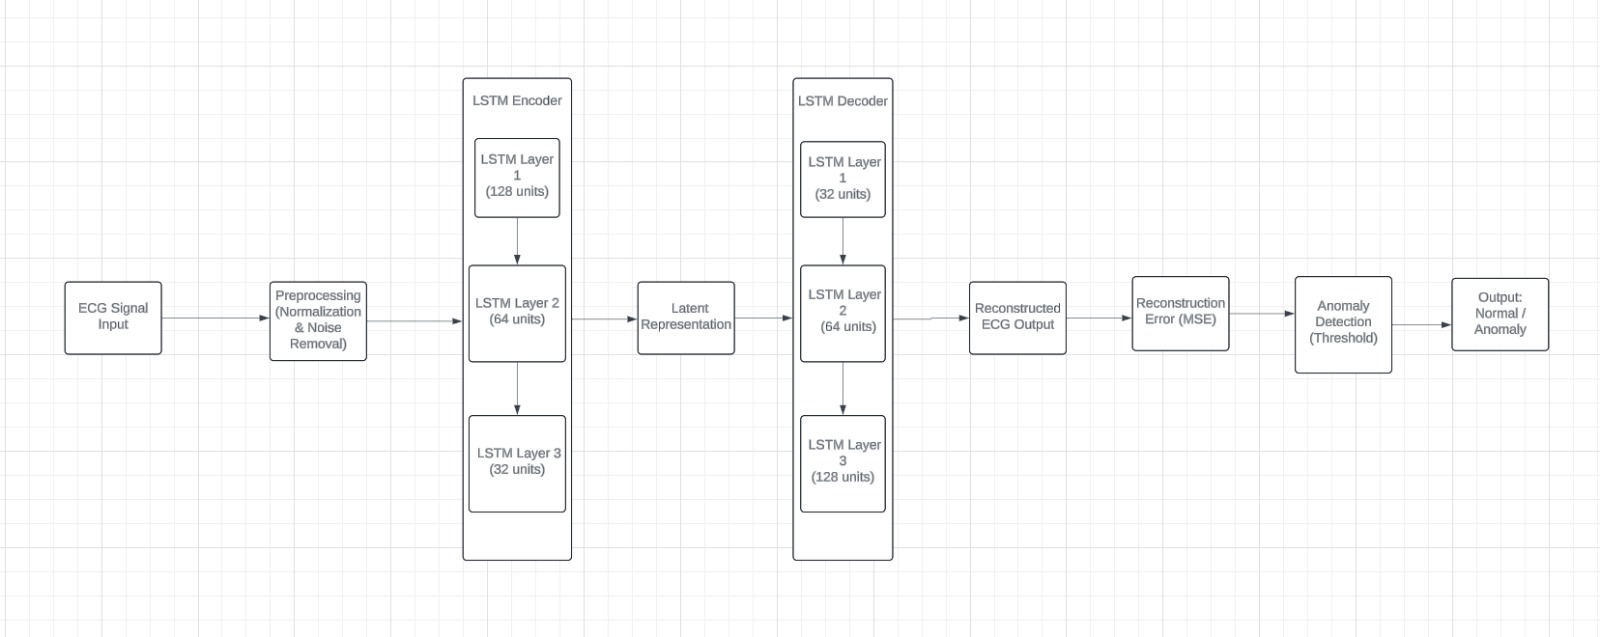 ECG Signal
Input
Preprocessing
(Normalization
& Noise
Removal)
LSTM Encoder
LSTM Layer
1
(128 units)
LSTM Layer 2
(64 units)
LSTM Layer 3
(32 units)
Latent
Representation
LSTM Decoder
LSTM Layer
1
(32 units)
LSTM Layer
2
(64 units)
LSTM Layer
3
(128 units)
Reconstructed
ECG Output
Reconstruction
Error (MSE)
Anomaly
Detection
(Threshold)
Output:
Normal /
Anomaly